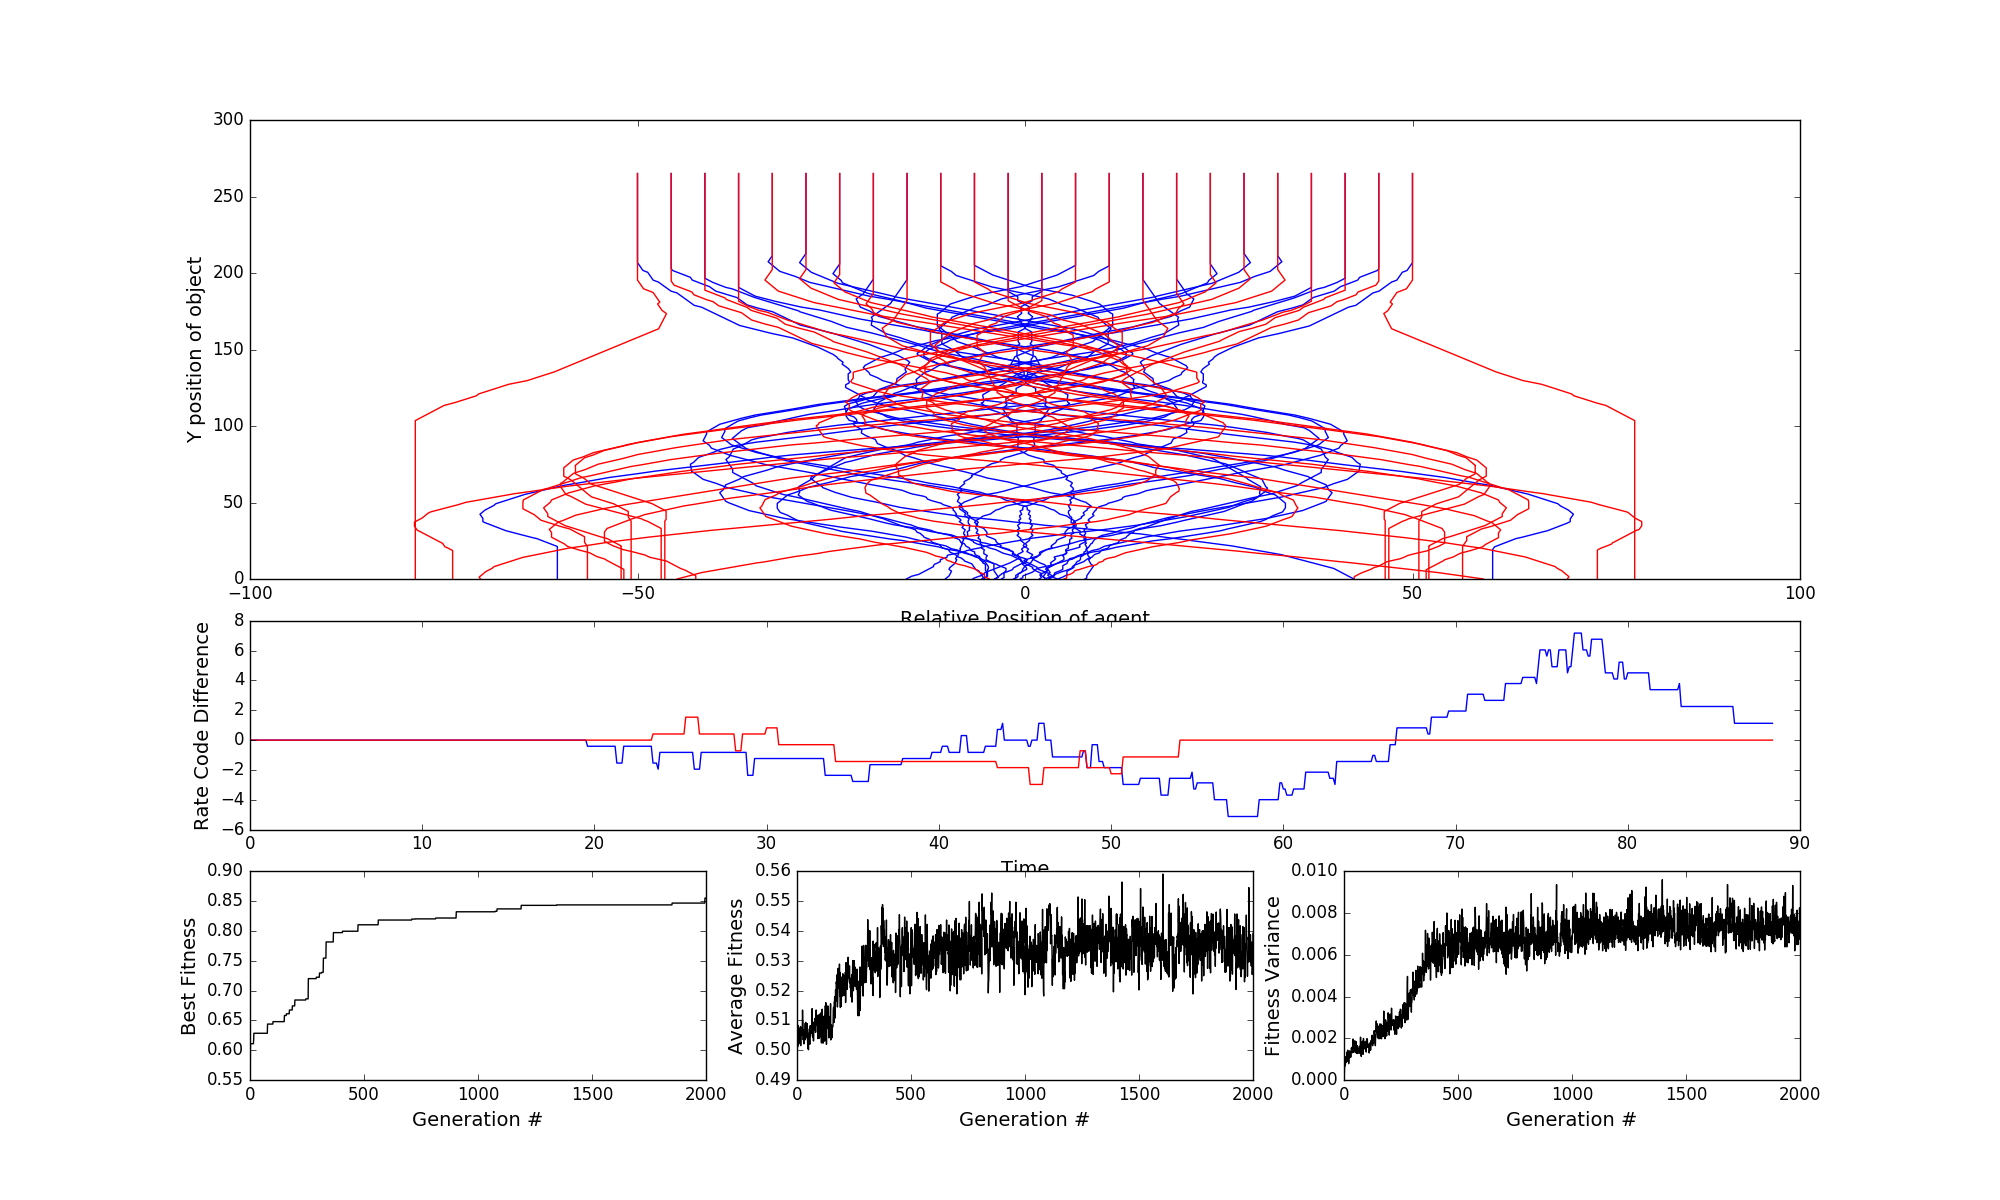 300
250
200
150
100
50
0
Y position of object
−100 −50 0 50 100
Relative Position of agent
8
6
4
2
0
−2
−4
−6
Rate Code Difference
0 10 20 30 40 50 60 70 80 90
Time
0.90
0.85
0.80
0.75
0.70
0.65
0.60
0.55
Best Fitness
0 500 1000 1500 2000
Generation #
0.56
0.55
0.54
0.53
0.52
0.51
0.50
0.49
Average Fitness
0 500 1000 1500 2000
Generation #
0.010
0.008
0.006
0.004
0.002
0.000
Fitness Variance
0 500 1000 1500 2000
Generation #